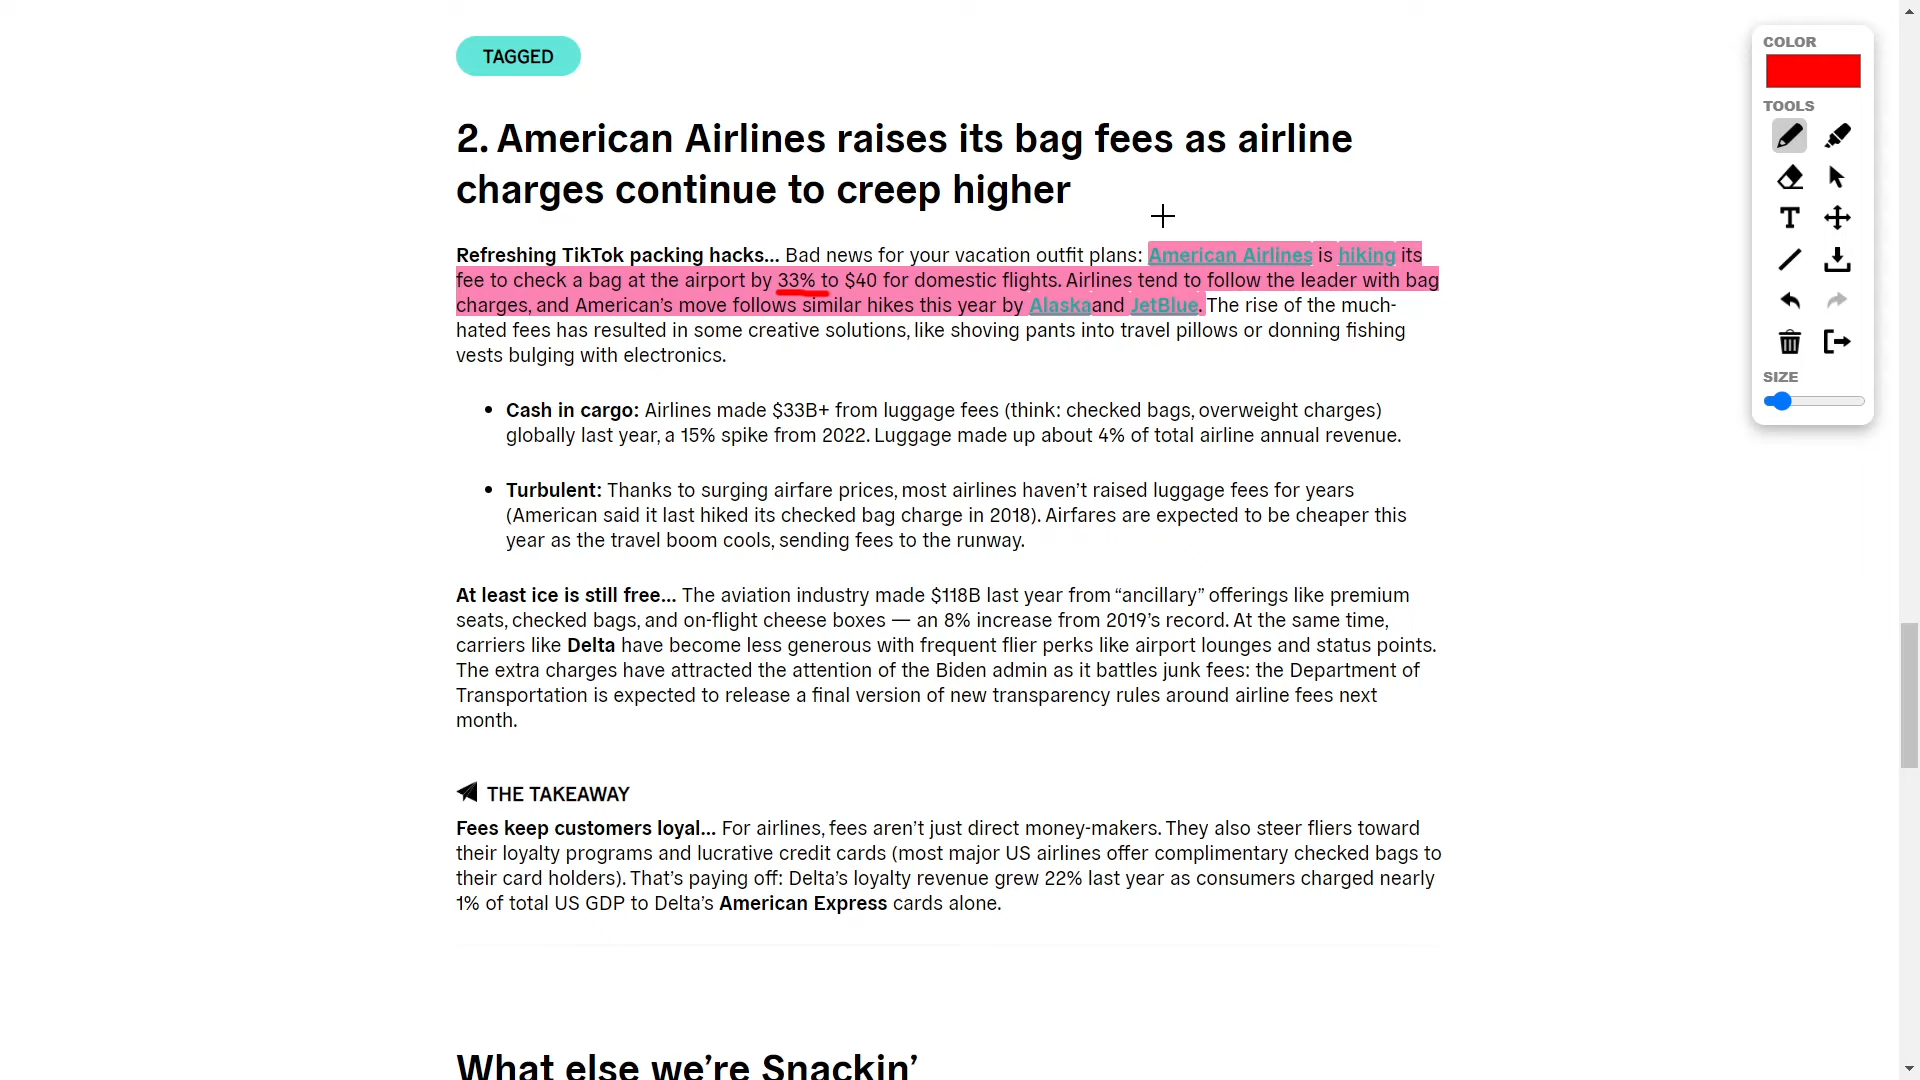 TAGGED
2. American Airlines raises its bag fees as airline
charges continue to creep higher
Refreshing TikTok packing hacks... Bad news for your vacation outfit plans: American Airlines is hiking its
fee to check a bag at the airport by 33% to $40 for domestic flights. Airlines tend to follow the leader with bag
charges, and American’s move follows similar hikes this year by Alaskaand JetBlue. The rise of the much-
hated fees has resulted in some creative solutions, like shoving pants into travel pillows or donning fishing
vests bulging with electronics.
• Cash in cargo: Airlines made $33B+ from luggage fees (think: checked bags, overweight charges)
globally last year, a 15% spike from 2022. Luggage made up about 4% of total airline annual revenue.
• Turbulent: Thanks to surging airfare prices, most airlines haven’t raised luggage fees for years
(American said it last hiked its checked bag charge in 2018). Airfares are expected to be cheaper this
year as the travel boom cools, sending fees to the runway.
At least ice is still free... The aviation industry made $118B last year from “ancillary” offerings like premium
seats, checked bags, and on-flight cheese boxes — an 8% increase from 2019’s record. At the same time,
carriers like Delta have become less generous with frequent flier perks like airport lounges and status points.
The extra charges have attracted the attention of the Biden admin as it battles junk fees: the Department of
Transportation is expected to release a final version of new transparency rules around airline fees next
month.
THE TAKEAWAY
Fees keep customers loyal... For airlines, fees aren’t just direct money-makers. They also steer fliers toward
their loyalty programs and lucrative credit cards (most major US airlines offer complimentary checked bags to
their card holders). That’s paying off: Delta’s loyalty revenue grew 22% last year as consumers charged nearly
1% of total US GDP to Delta’s American Express cards alone.
What else we’re Snackin’
COLOR
TOOLS
T
SIZE